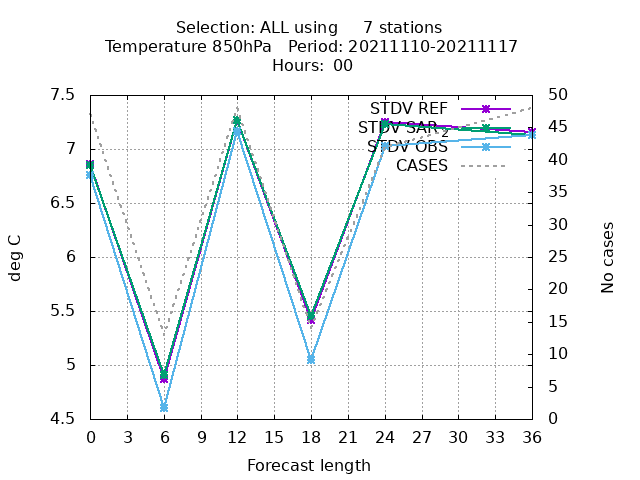 Selection: ALL using 7 stations
Temperature 850hPa Period: 20211110-20211117
Hours: 00
STDV REF
STDV SAR_2
STDV OBS
CASES
deg C
7.5
7
6.5
6
5.5
5
4.5
50
45
40
35
30
25
20
15
10
5
0
No cases
0 3 6 9 12 15 18 21 24 27 30 33 36
Forecast length